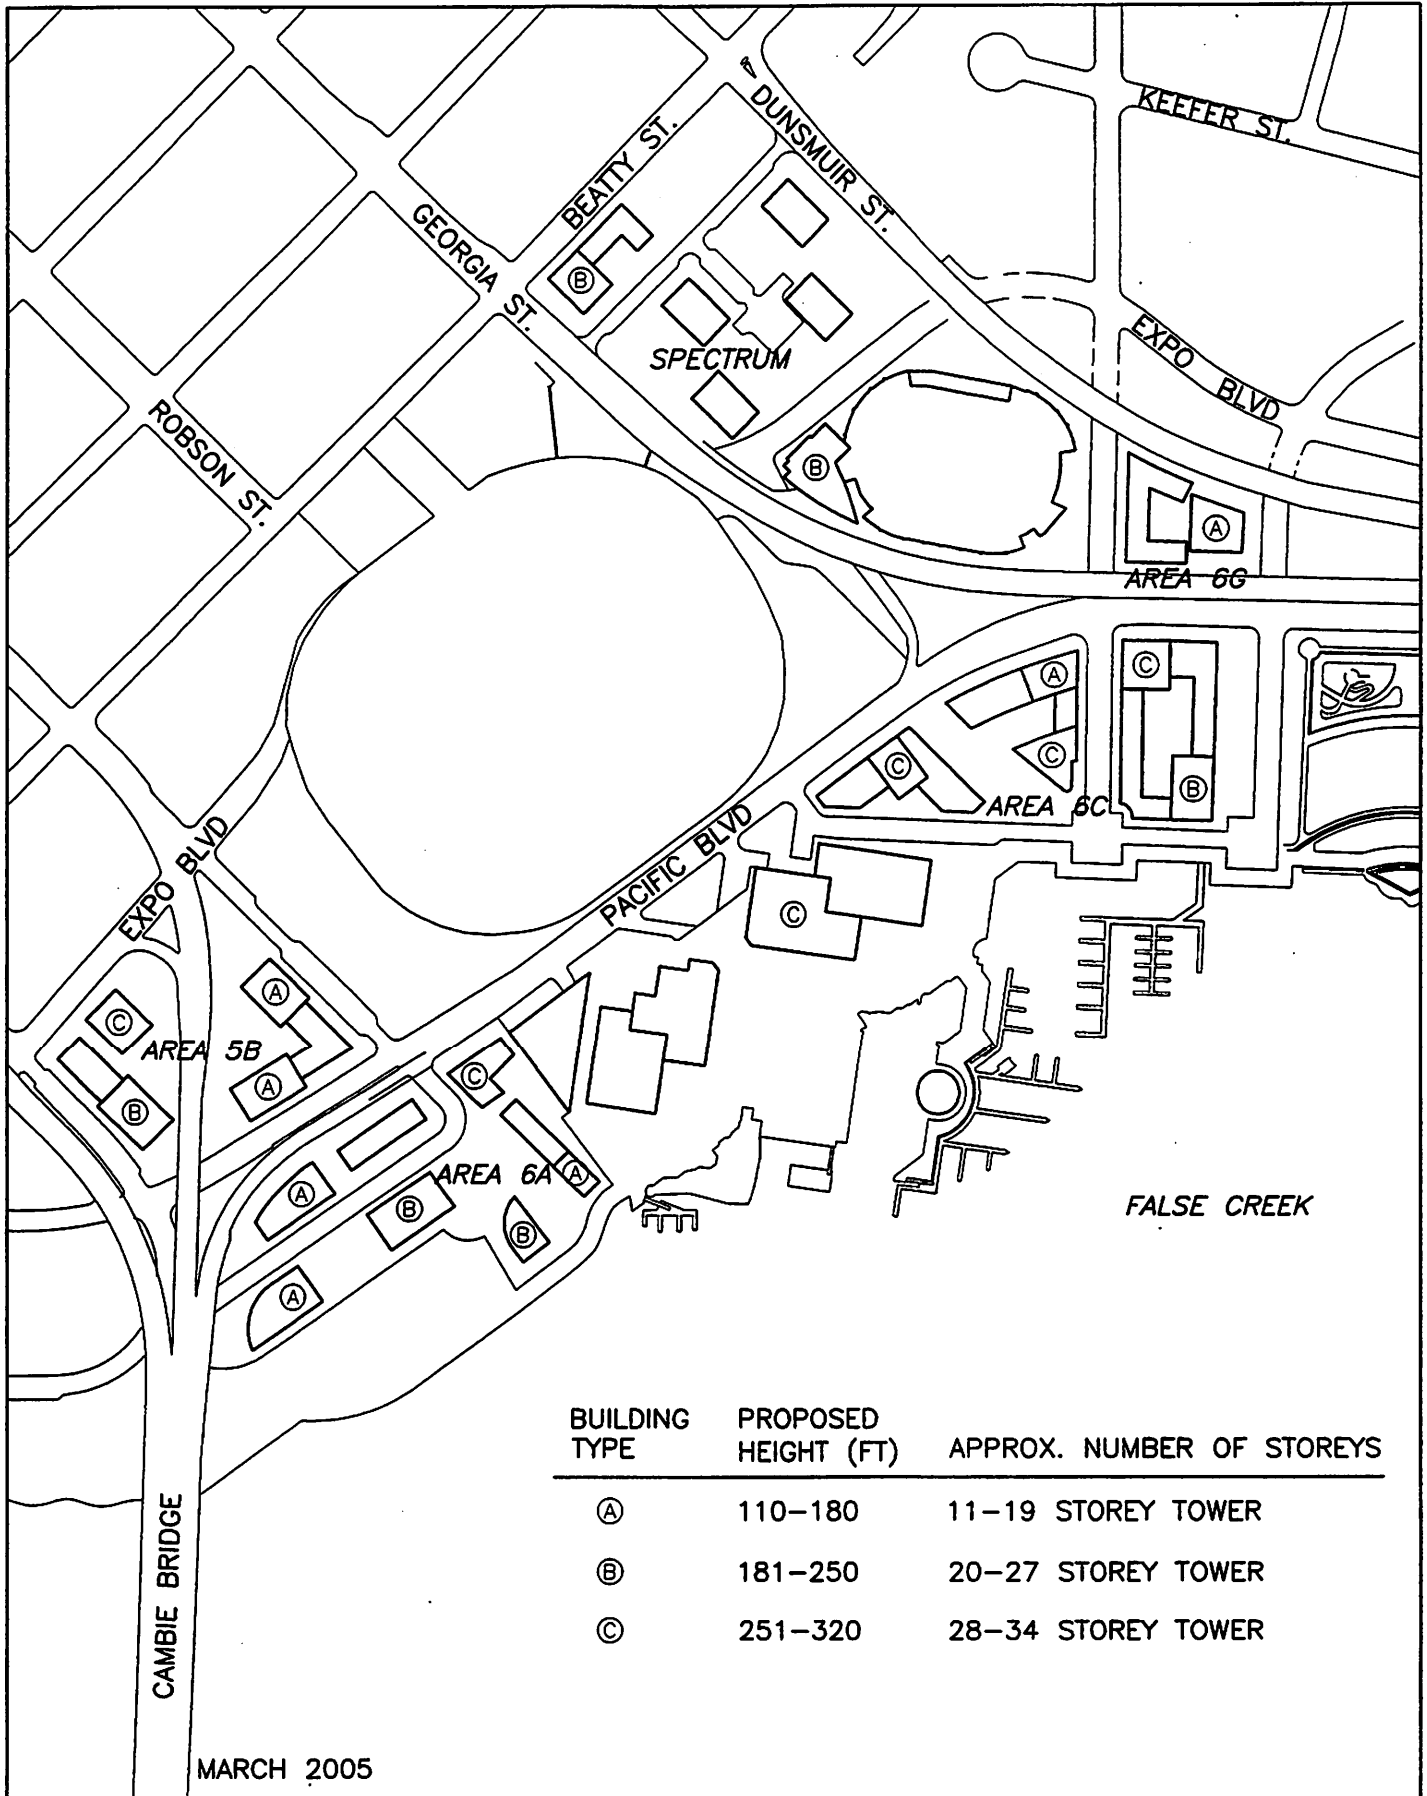 KEEFER ST.
DUNSMUIR ST.
BEATTY ST.
GEORGIA ST.
B
SPECTRUM
EXPO BLVD
ROBSON ST.
B
A
AREA 6G
A
C
C
C
B
AREA 6C
EXPO BLVD
PACIFIC BLVD
C
A
C
AREA 5B
A
B
C
AREA 6A
A
A
B
B
A
FALSE CREEK
BUILDING TYPE PROPOSED HEIGHT (FT) APPROX. NUMBER OF STOREYS
A 110-180 11-19 STOREY TOWER
B 181-250 20-27 STOREY TOWER
C 251-320 28-34 STOREY TOWER
CAMBIE BRIDGE
MARCH 2005